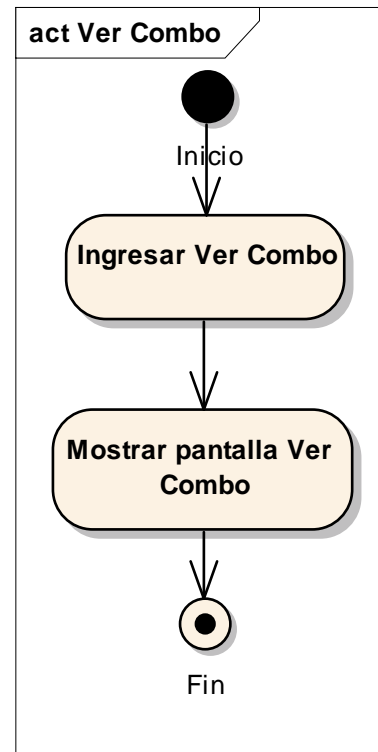 act Ver Combo
Inicio
Ingresar Ver Combo
Mostrar pantalla Ver
Combo
Fin